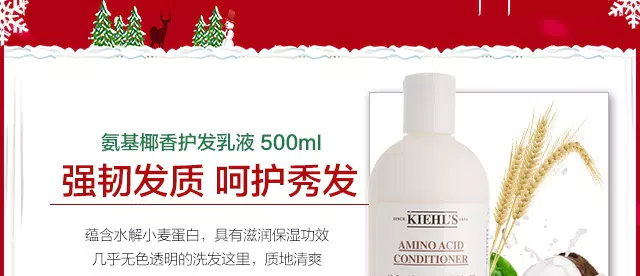 氨基椰香护发乳液 500ml
强韧发质 呵护秀发
蕴含水解小麦蛋白，具有滋润保湿功效
几乎无色透明的洗发这里，质地清爽
SINCE KIEHL'S 1851
AMINO ACID
CONDITIONER